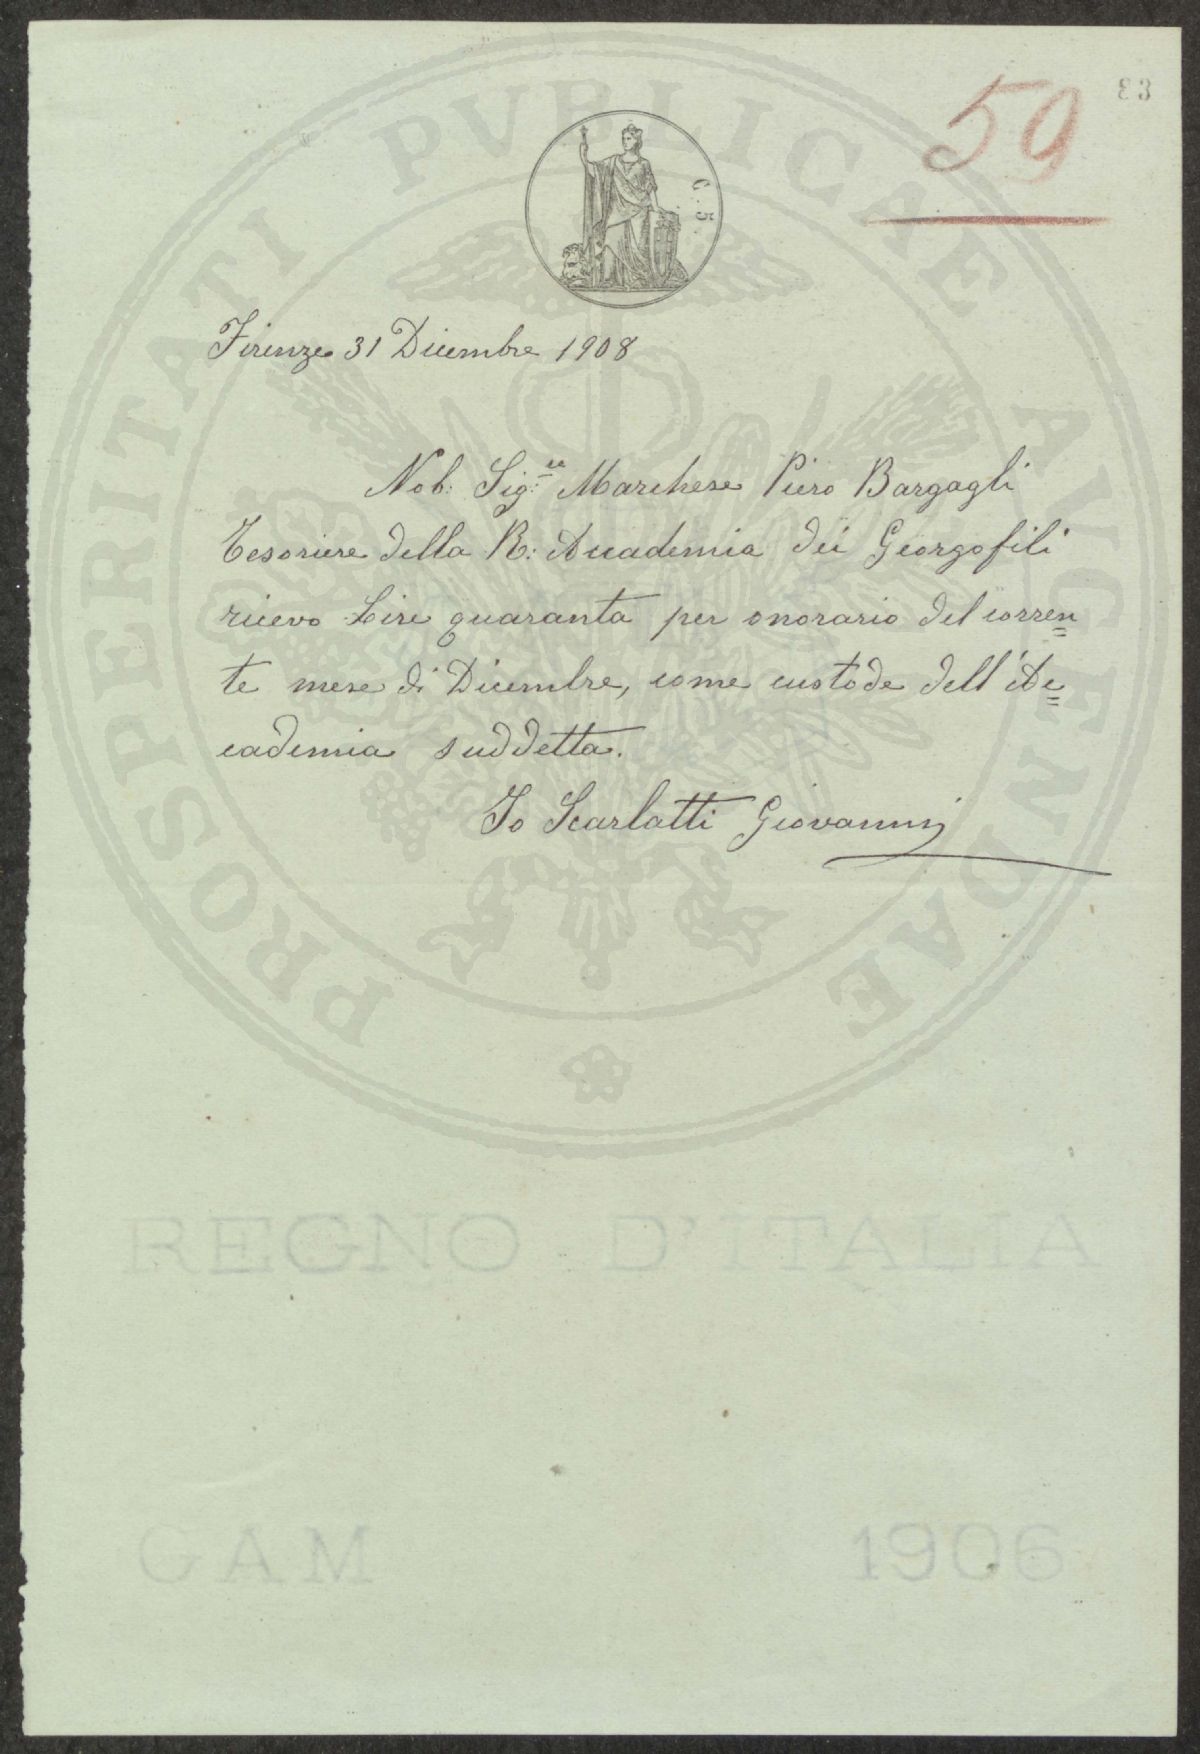 59
83
C. 5.
Firenze 31 Dicembre 1908
Nob: Sig:re Marchese Piero Bargagli
Tesoriere della R: Accademia dei Georgofili
ricevo Lire quaranta per onorario del corren=
te mese di Dicembre, come custode dell'Ac=
cademia suddetta.
Io Scarlatti Giovanni
PROSPERITATI PVBLICAE AVGENDAE
REGNO D'ITALIA
GAM 1906